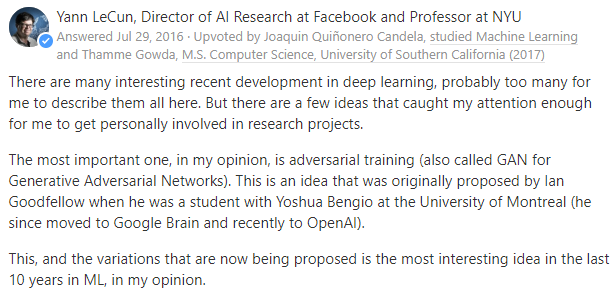 Yann LeCun, Director of AI Research at Facebook and Professor at NYU
Answered Jul 29, 2016 · Upvoted by Joaquin Quiñonero Candela, studied Machine Learning
and Thamme Gowda, M.S. Computer Science, University of Southern California (2017)
There are many interesting recent development in deep learning, probably too many for
me to describe them all here. But there are a few ideas that caught my attention enough
for me to get personally involved in research projects.
The most important one, in my opinion, is adversarial training (also called GAN for
Generative Adversarial Networks). This is an idea that was originally proposed by Ian
Goodfellow when he was a student with Yoshua Bengio at the University of Montreal (he
since moved to Google Brain and recently to OpenAI).
This, and the variations that are now being proposed is the most interesting idea in the last
10 years in ML, in my opinion.